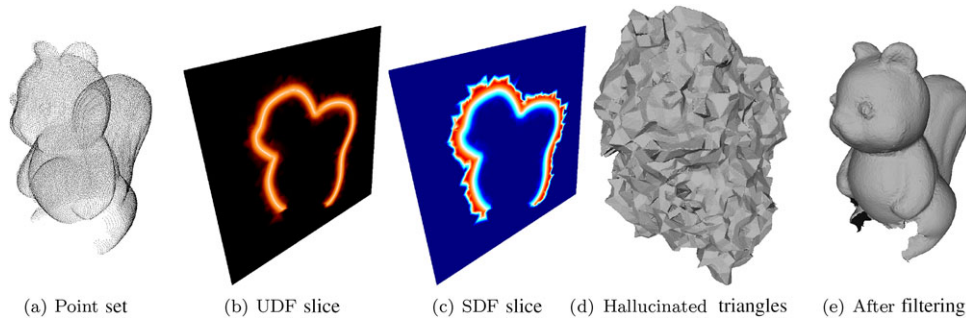 (a) Point set
(b) UDF slice
(c) SDF slice
(d) Hallucinated triangles
(e) After filtering